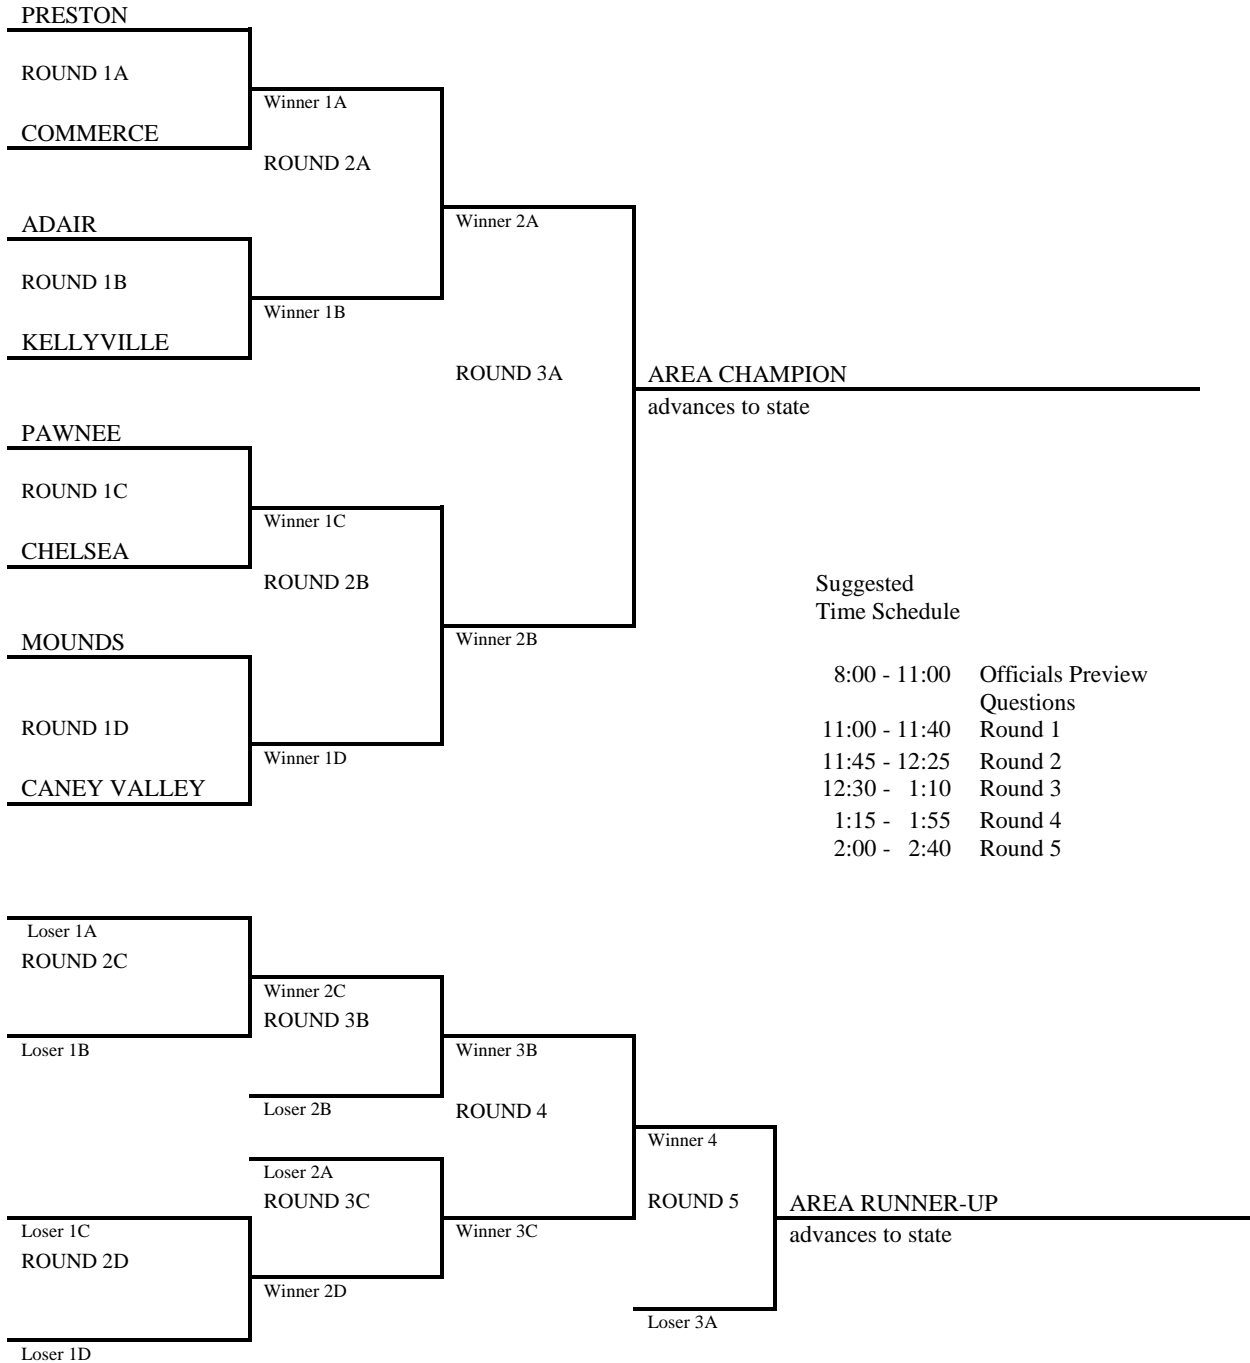 PRESTON
ROUND 1A
Winner 1A
COMMERCE
ROUND 2A
ADAIR
Winner 2A
ROUND 1B
Winner 1B
KELLYVILLE
ROUND 3A
AREA CHAMPION
advances to state
PAWNEE
ROUND 1C
Winner 1C
CHELSEA
ROUND 2B
MOUNDS
Winner 2B
ROUND 1D
Winner 1D
CANEY VALLEY
Suggested
Time Schedule
8:00 - 11:00 Officials Preview
Questions
11:00 - 11:40 Round 1
11:45 - 12:25 Round 2
12:30 - 1:10 Round 3
1:15 - 1:55 Round 4
2:00 - 2:40 Round 5
Loser 1A
ROUND 2C
Winner 2C
ROUND 3B
Loser 1B
Winner 3B
Loser 2B
ROUND 4
Winner 4
Loser 2A
ROUND 3C
ROUND 5
AREA RUNNER-UP
advances to state
Loser 1C
Winner 3C
ROUND 2D
Winner 2D
Loser 3A
Loser 1D